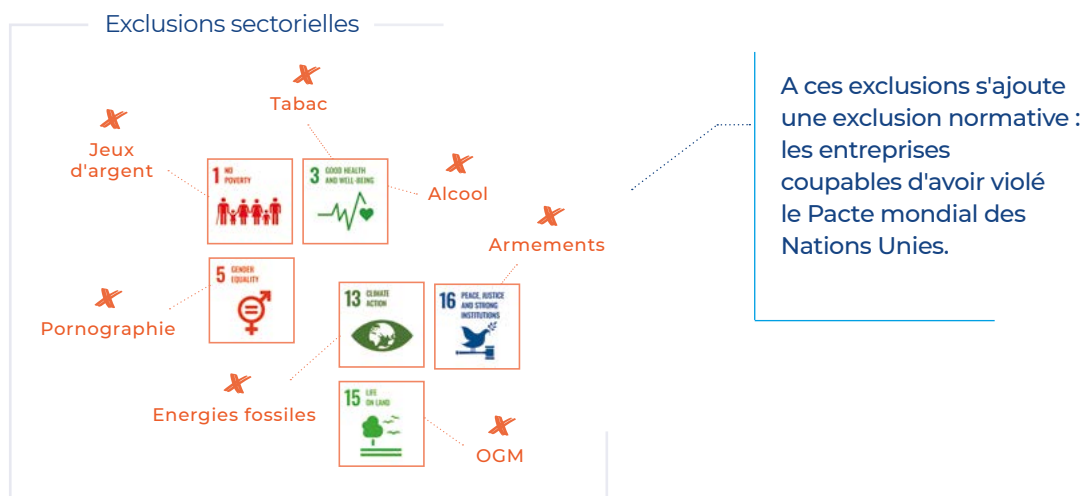 Exclusions sectorielles
Tabac
Jeux
d'argent
1 NO
POVERTY
3 GOOD HEALTH
AND WELL-BEING
Alcool
Armements
5 GENDER
EQUALITY
Pornographie
13 CLIMATE
ACTION
16 PEACE, JUSTICE
AND STRONG
INSTITUTIONS
Energies fossiles
15 LIFE
ON LAND
OGM
A ces exclusions s'ajoute
une exclusion normative :
les entreprises
coupables d'avoir violé
le Pacte mondial des
Nations Unies.